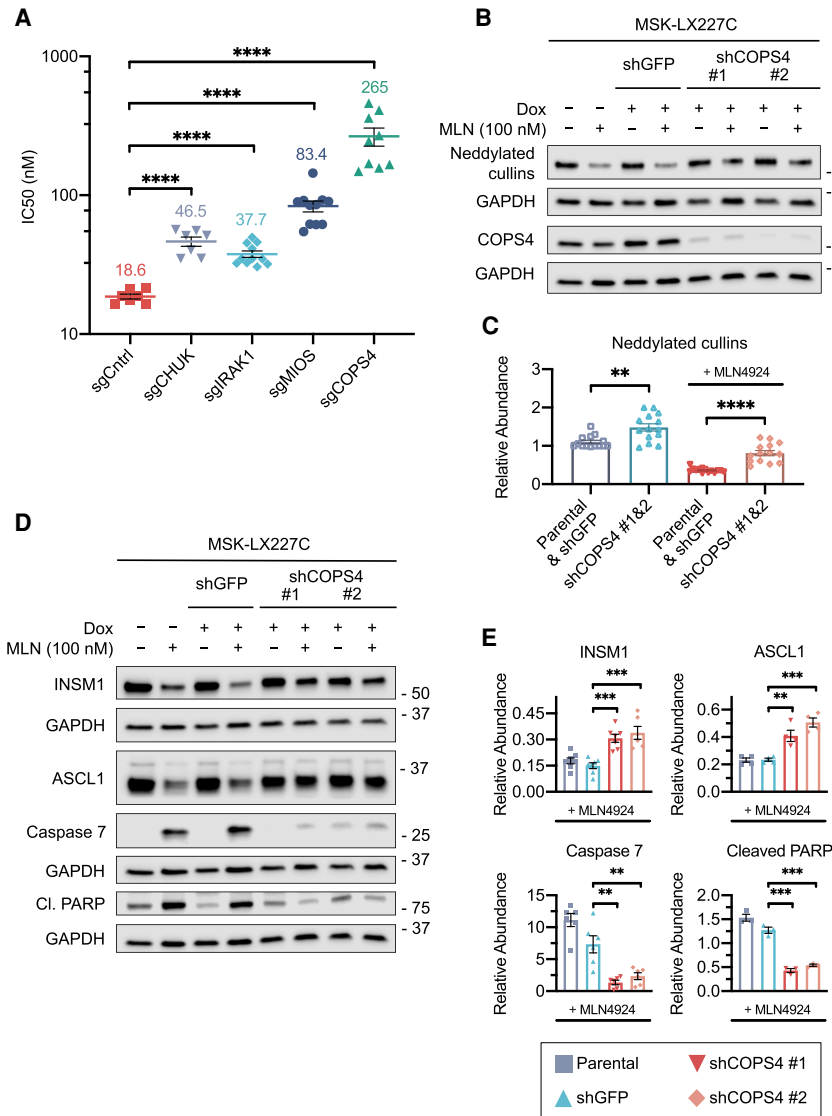 A
1000
100
10
IC50 (nM)
****
****
****
****
18.6
46.5
37.7
83.4
265
sgCntrl
sgCHUK
sgIRAK1
sgMIOS
sgCOPS4
B
MSK-LX227C
shGFP
shCOPS4
#1 #2
Dox – – + + + + + +
MLN (100 nM) – + – + – + – +
Neddylated
cullins
GAPDH
COPS4
GAPDH
C
Neddylated cullins
+ MLN4924
**
****
Relative Abundance
3
2
1
0
Parental
& shGFP
shCOPS4 #1&2
Parental
& shGFP
shCOPS4 #1&2
D
MSK-LX227C
shGFP
shCOPS4
#1 #2
Dox – – + + + + + +
MLN (100 nM) – + – + – + – +
INSM1 - 50
GAPDH - 37
ASCL1 - 37
Caspase 7 - 25
GAPDH - 37
Cl. PARP - 75
GAPDH - 37
E
INSM1
***
***
Relative Abundance
0.45
0.30
0.15
0.00
+ MLN4924
ASCL1
***
**
Relative Abundance
0.6
0.4
0.2
0.0
+ MLN4924
Caspase 7
**
**
Relative Abundance
15
10
5
0
+ MLN4924
Cleaved PARP
***
***
Relative Abundance
2.0
1.5
1.0
0.5
0.0
+ MLN4924
Parental
shCOPS4 #1
shGFP
shCOPS4 #2